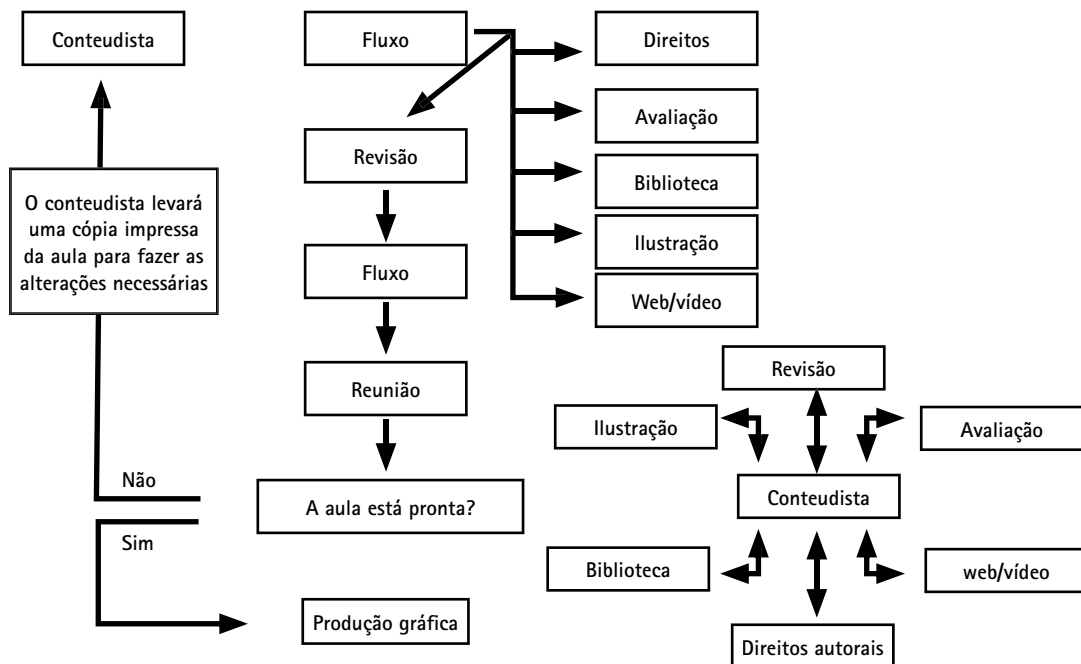 Conteudista
Fluxo
Direitos
Avaliação
Revisão
Biblioteca
O conteudista levará
uma cópia impressa
da aula para fazer as
alterações necessárias
Ilustração
Fluxo
Web/vídeo
Reunião
Revisão
Ilustração
Avaliação
Não
A aula está pronta?
Conteudista
Sim
Biblioteca
web/vídeo
Produção gráfica
Direitos autorais